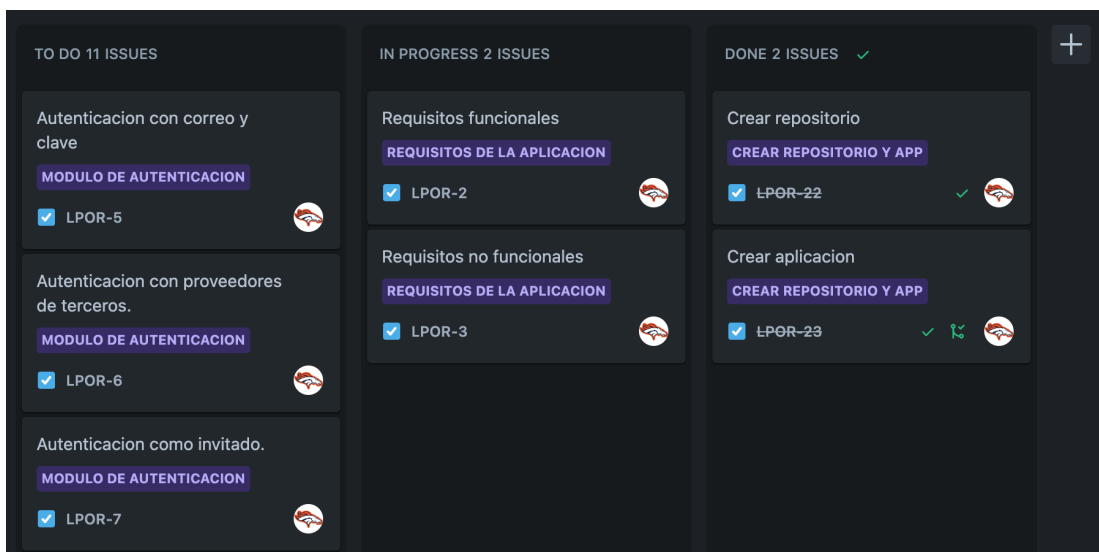 TO DO 11 ISSUES
Autenticacion con correo y
clave
MODULO DE AUTENTICACION
LPOR-5
Autenticacion con proveedores
de terceros.
MODULO DE AUTENTICACION
LPOR-6
Autenticacion como invitado.
MODULO DE AUTENTICACION
LPOR-7
IN PROGRESS 2 ISSUES
Requisitos funcionales
REQUISITOS DE LA APLICACION
LPOR-2
Requisitos no funcionales
REQUISITOS DE LA APLICACION
LPOR-3
DONE 2 ISSUES
Crear repositorio
CREAR REPOSITORIO Y APP
LPOR-22
Crear aplicacion
CREAR REPOSITORIO Y APP
LPOR-23